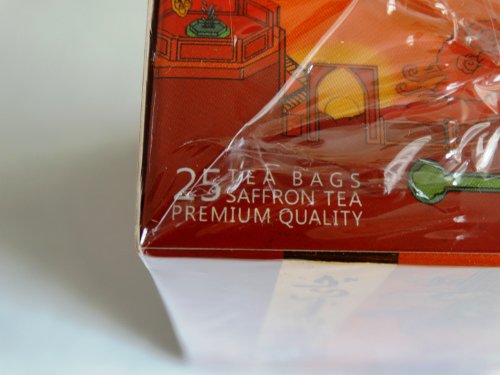 25 TEA BAGS
SAFFRON TEA
PREMIUM QUALITY